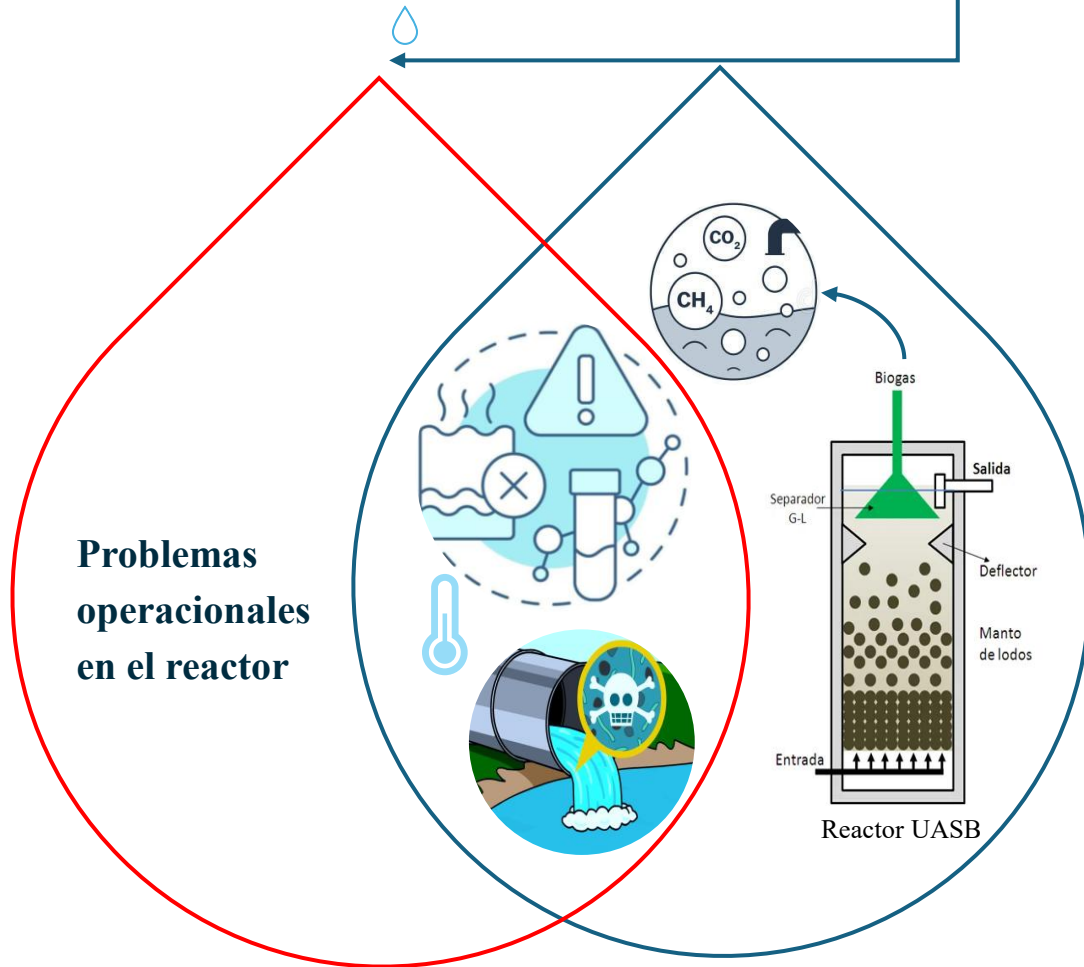 CO₂
CH₄
Biogas
Salida
Separador
G-L
Deflector
Problemas
operacionales
en el reactor
Manto
de lodos
Entrada
Reactor UASB